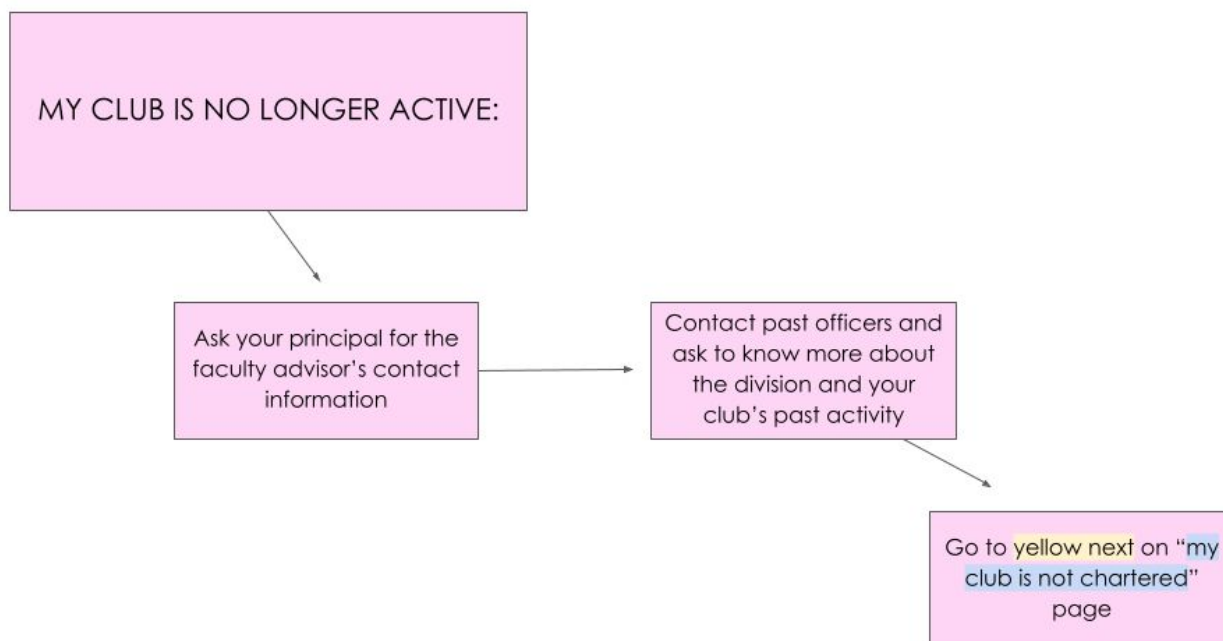 MY CLUB IS NO LONGER ACTIVE:
Ask your principal for the
faculty advisor’s contact
information
Contact past officers and
ask to know more about
the division and your
club’s past activity
Go to yellow next on “my
club is not chartered”
page